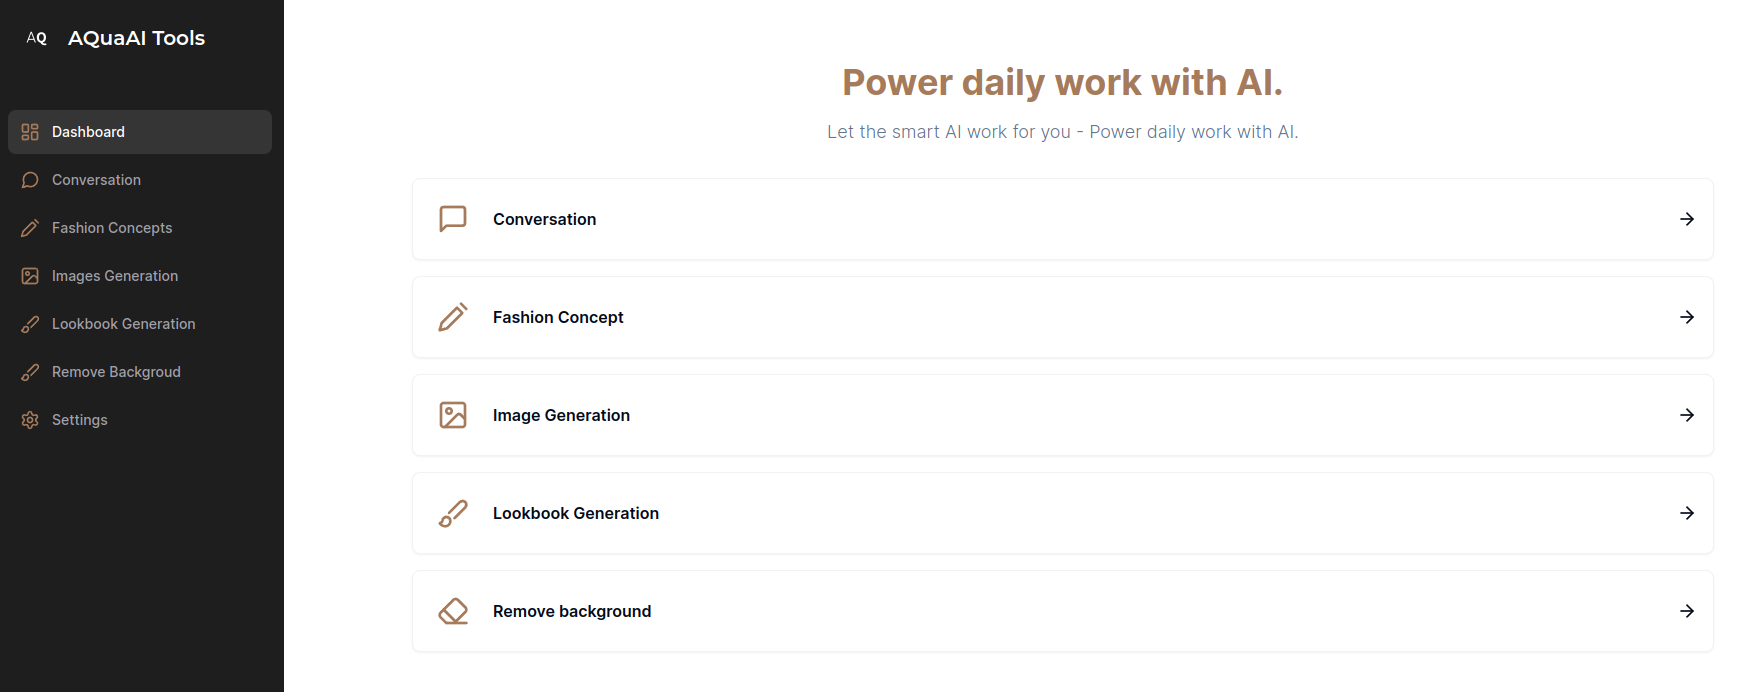 AQ AQuaAI Tools
Dashboard
Conversation
Fashion Concepts
Images Generation
Lookbook Generation
Remove Backgroud
Settings
Power daily work with AI.
Let the smart AI work for you - Power daily work with AI.
Conversation
Fashion Concept
Image Generation
Lookbook Generation
Remove background